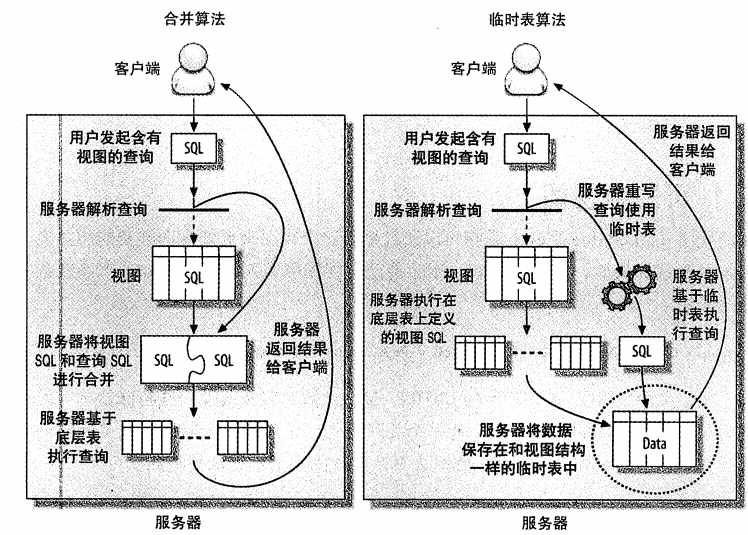 合并算法
客户端
用户发起含有
视图的查询
SQL
服务器解析查询
视图
SQL
服务器将视图
SQL 和查询 SQL
进行合并
SQL
SQL
服务器
返回结果
给客户端
服务器基于
底层表
执行查询
服务器
临时表算法
客户端
用户发起含有
视图的查询
SQL
服务器返回
结果给
客户端
服务器解析查询
服务器重写
查询使用
临时表
视图
SQL
服务器
基于临
时表执
行查询
服务器执行在
底层表上定义
的视图 SQL
SQL
服务器将数据
保存在和视图结构
一样的临时表中
Data
服务器